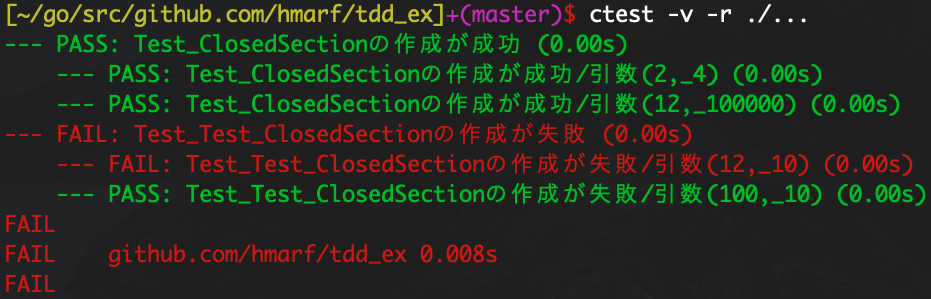 [~/go/src/github.com/hmarf/tdd_ex]+(master)$ ctest -v -r ./...
--- PASS: Test_ClosedSectionの作成が成功 (0.00s)
    --- PASS: Test_ClosedSectionの作成が成功/引数(2,_4) (0.00s)
    --- PASS: Test_ClosedSectionの作成が成功/引数(12,_100000) (0.00s)
--- FAIL: Test_Test_ClosedSectionの作成が失敗 (0.00s)
    --- FAIL: Test_Test_ClosedSectionの作成が失敗/引数(12,_10) (0.00s)
    --- PASS: Test_Test_ClosedSectionの作成が失敗/引数(100,_10) (0.00s)
FAIL
FAIL    github.com/hmarf/tdd_ex 0.008s
FAIL